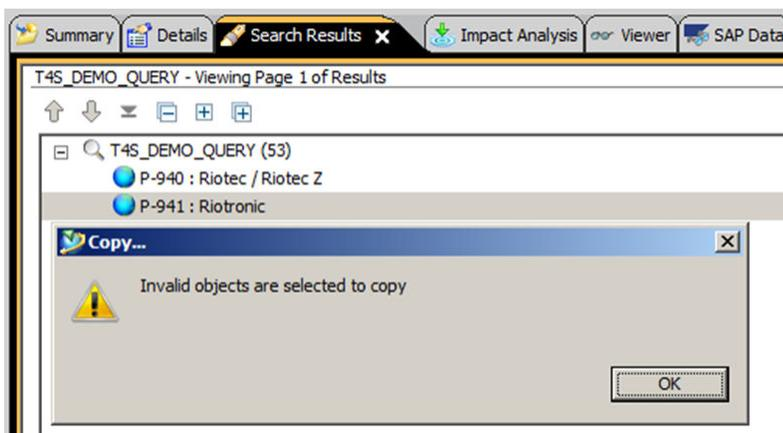 Summary Details Search Results Impact Analysis Viewer SAP Data
T4S_DEMO_QUERY - Viewing Page 1 of Results
T4S_DEMO_QUERY (53)
P-940 : Riotec / Riotec Z
P-941 : Riotronic
Copy...
Invalid objects are selected to copy
OK